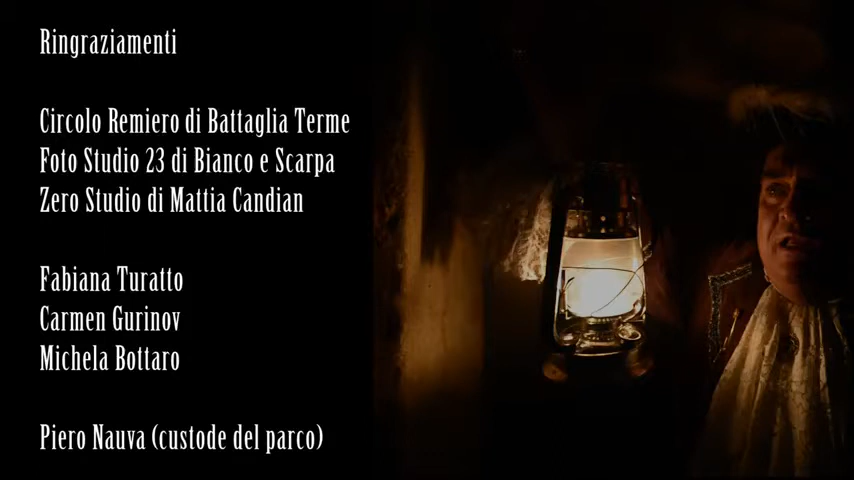 Ringraziamenti
Circolo Remiero di Battaglia Terme
Foto Studio 23 di Bianco e Scarpa
Zero Studio di Mattia Candian
Fabiana Turatto
Carmen Gurinov
Michela Bottaro
Piero Nauva (custode del parco)